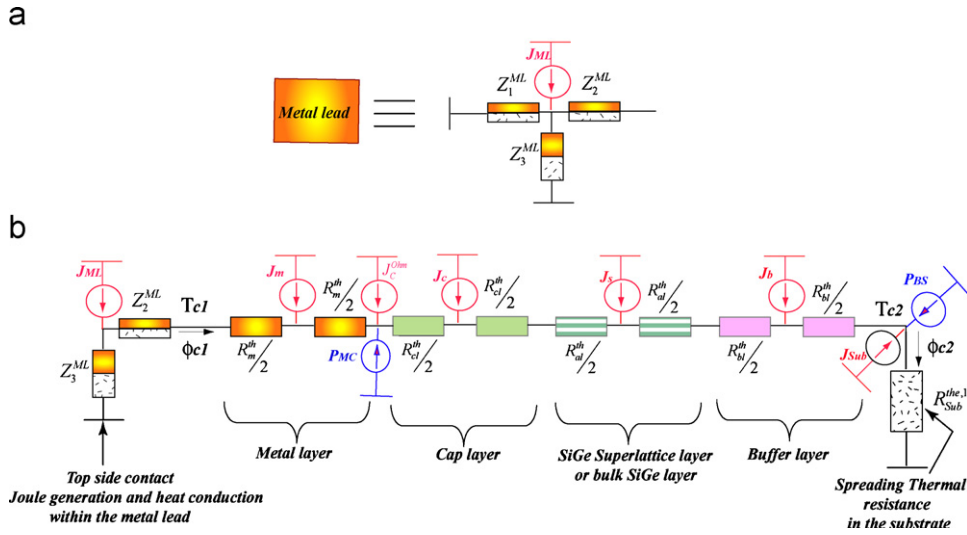 a
J_ML
Z_1^ML
Z_2^ML
Metal lead
Z_3^ML
b
J_ML
Z_2^ML
T_c1
ϕ_c1
Z_3^ML
J_m
R_m^th/2
R_m^th/2
J_C^Ohm
P_MC
J_c
R_cl^th/2
R_cl^th/2
J_s
R_al^th/2
R_al^th/2
J_b
R_bl^th/2
R_bl^th/2
P_BS
T_c2
J_Sub
ϕ_c2
R_Sub^the,1
Metal layer
Cap layer
SiGe Superlattice layer
or bulk SiGe layer
Buffer layer
Top side contact
Joule generation and heat conduction
within the metal lead
Spreading Thermal
resistance
in the substrate